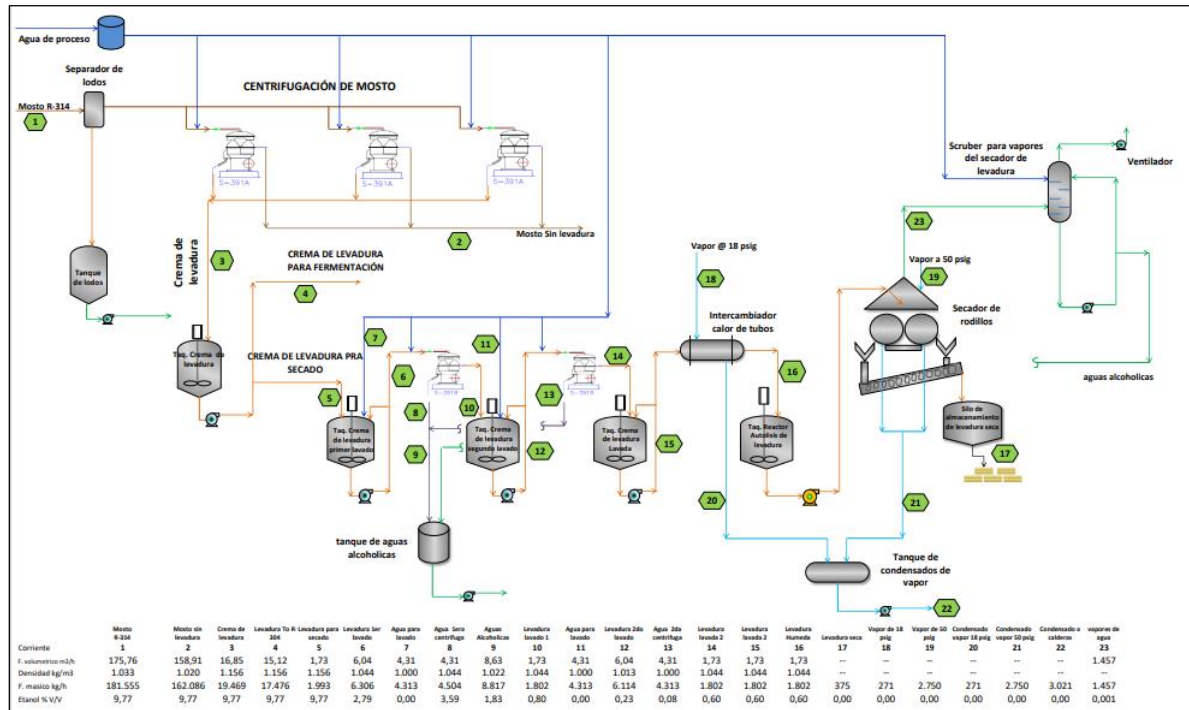 Agua de proceso
Separador de
lodos
CENTRIFUGACIÓN DE MOSTO
Mosto R-314
1
S-391A
S-391A
S-391A
Scruber para vapores
del secador de
levadura
Ventilador
2
Mosto Sin levadura
23
Crema de
levadura
3
CREMA DE LEVADURA
PARA FERMENTACIÓN
4
Tanque
de lodos
Vapor @ 18 psig
18
Vapor a 50 psig
19
Intercambiador
calor de tubos
Secador de
rodillos
Taq. Crema de
levadura
CREMA DE LEVADURA PRA
SECADO
7
11
6
14
16
aguas alcoholicas
5
8
10
13
Taq. Crema
de levadura
primer lavado
Taq. Crema
de levadura
segundo lavado
Taq. Crema
de levadura
Lavada
Taq. Reactor
Autolisis de
levadura
Silo de
almacenamiento
de levadura seca
9
12
15
17
20
21
tanque de aguas
alcoholicas
Tanque de
condensados de
vapor
22
Mosto R-314 Mosto sin levadura Crema de levadura Levadura To R-304 Levadura para secado Levadura 1er lavado Agua para lavado Agua 1era centrifuga Aguas Alcoholicas Levadura lavado 1 Agua para lavado Levadura 2do lavado Agua 2da centrifuga Levadura lavada 2 Levadura lavada 2 Levadura Humeda Levadura seca Vapor de 18 psig Vapor de 50 psig Condensado vapor 18 psig Condensado vapor 50 psig Condensado a calderas vapores de agua
Corriente 1 2 3 4 5 6 7 8 9 10 11 12 13 14 15 16 17 18 19 20 21 22 23
F. volumetrico m3/h 175,76 158,91 16,85 15,12 1,73 6,04 4,31 4,31 8,63 1,73 4,31 6,04 4,31 1,73 1,73 1,73 -- -- -- -- -- -- 1.457
Densidad kg/m3 1.033 1.020 1.156 1.156 1.156 1.044 1.000 1.044 1.022 1.044 1.000 1.013 1.000 1.044 1.044 1.044 -- -- -- -- -- -- --
F. masico kg/h 181.555 162.086 19.469 17.476 1.993 6.306 4.313 4.504 8.817 1.802 4.313 6.114 4.313 1.802 1.802 1.802 375 271 2.750 271 2.750 3.021 1.457
Etanol % V/V 9,77 9,77 9,77 9,77 9,77 2,79 0,00 3,59 1,83 0,80 0,00 0,23 0,08 0,60 0,60 0,60 0,00 0,00 0,00 0,00 0,00 0,00 0,001